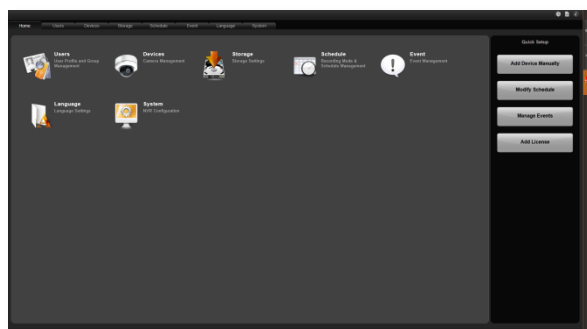 Home Users Devices Storage Schedule Event Language System
Quick Setup
Users
User Profile and Group
Management
Devices
Camera Management
Storage
Storage Settings
Schedule
Recording Mode &
Schedule Management
Event
Event Management
Language
Language Settings
System
NVR Configuration
Add Device Manually
Modify Schedule
Manage Events
Add License